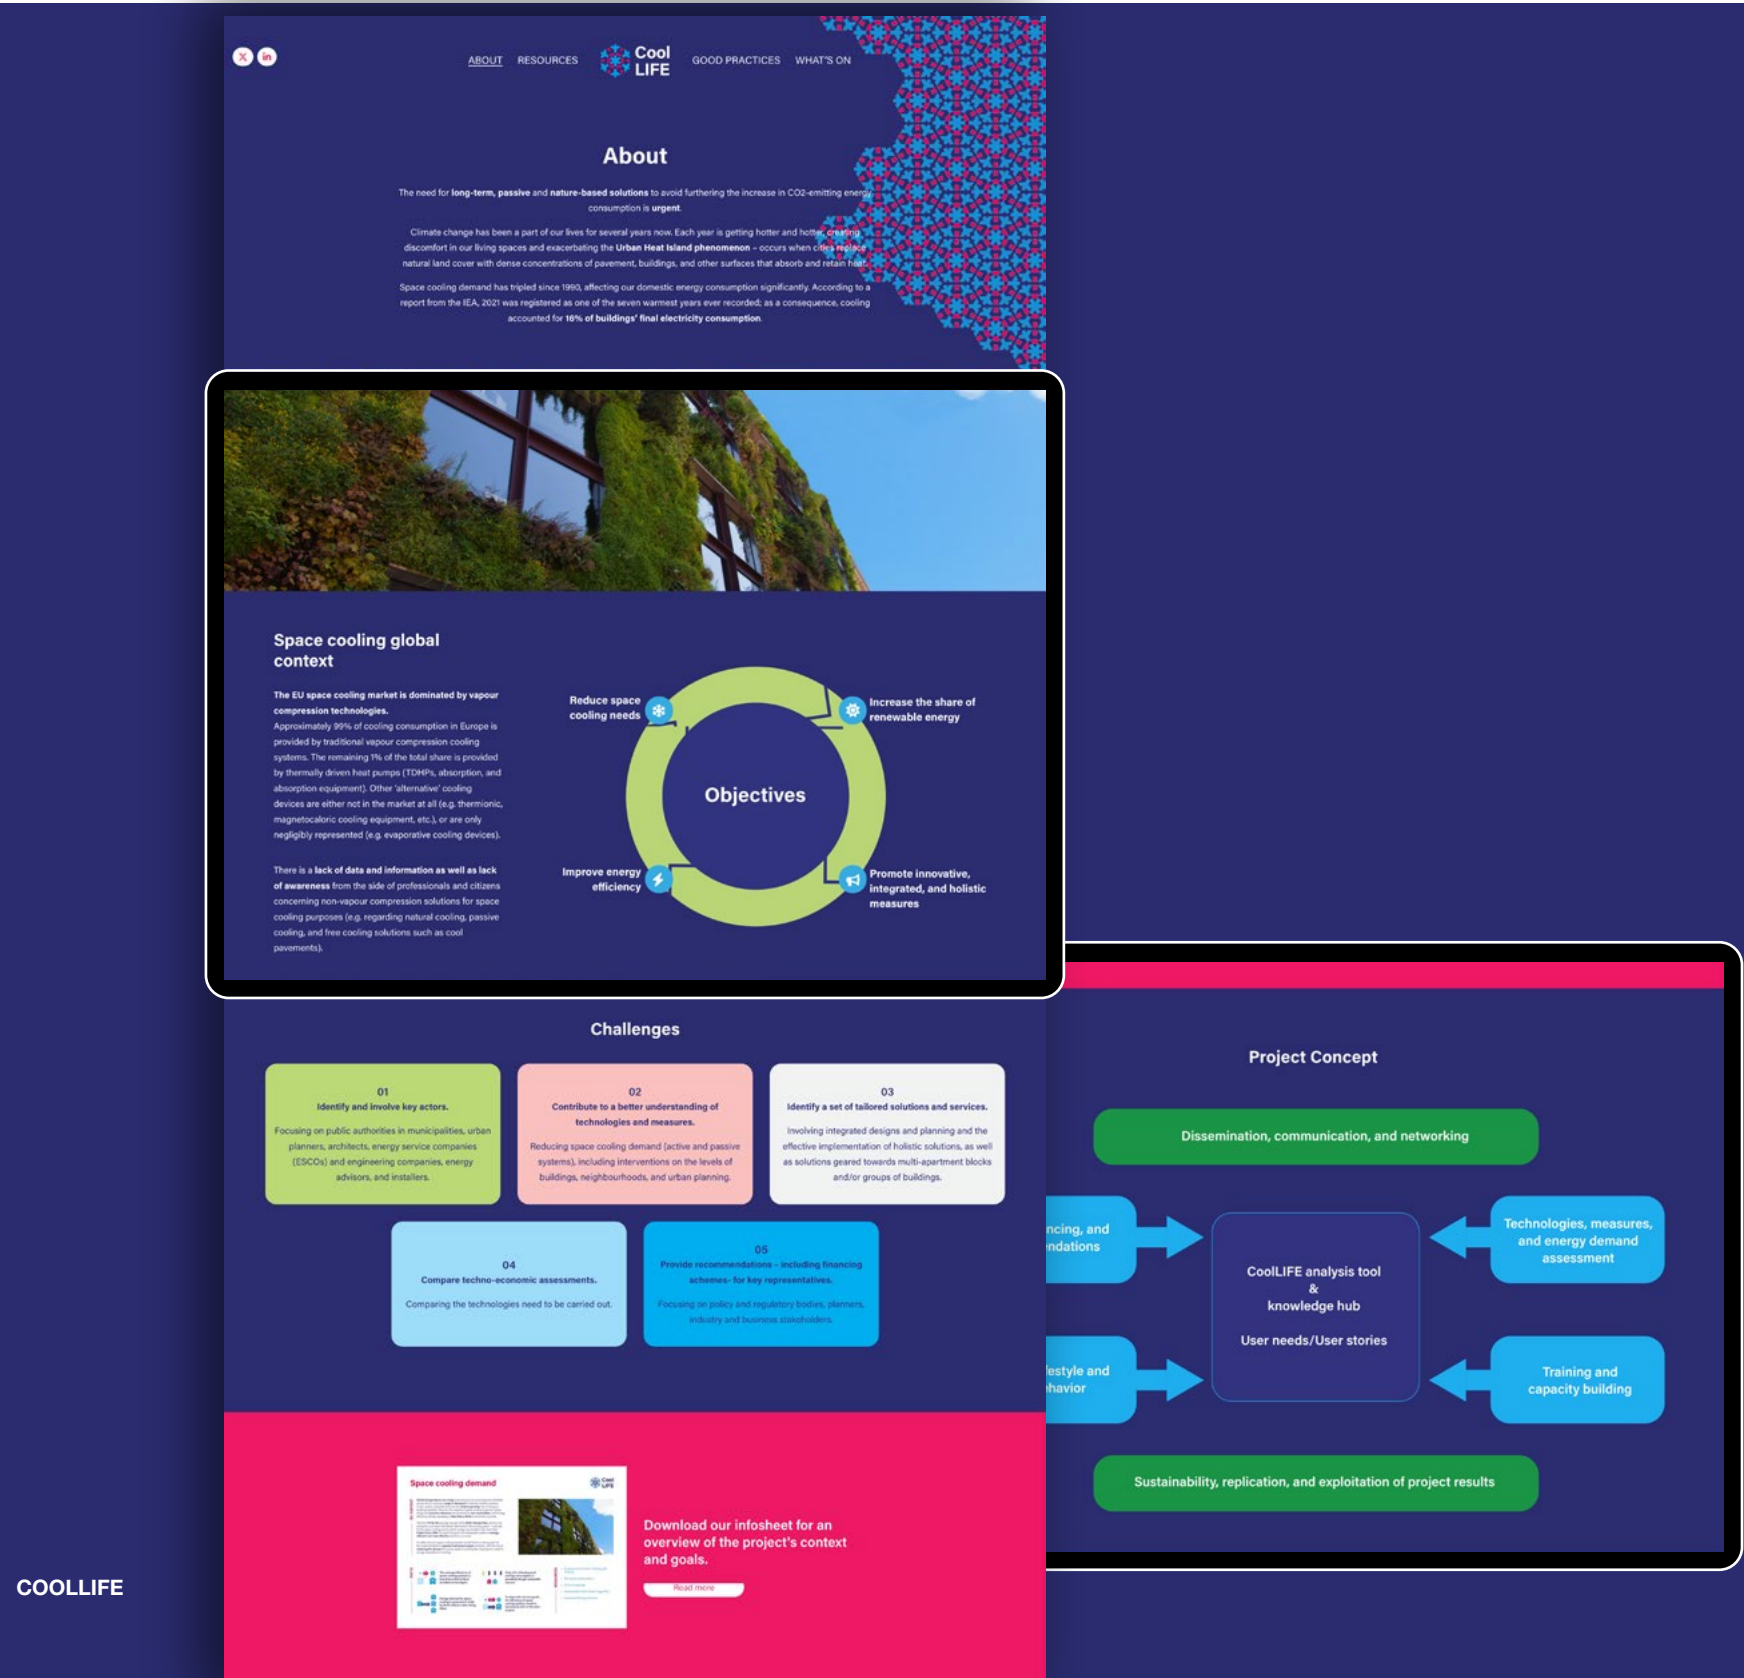 ABOUT RESOURCES Cool LIFE GOOD PRACTICES WHAT'S ON
About
The need for long-term, passive and nature-based solutions to avoid furthering the increase in CO2-emitting energy
consumption is urgent.
Climate change has been a part of our lives for several years now. Each year is getting hotter and hotter, creating
discomfort in our living spaces and exacerbating the Urban Heat Island phenomenon – occurs when cities replace
natural land cover with dense concentrations of pavement, buildings, and other surfaces that absorb and retain heat.
Space cooling demand has tripled since 1990, affecting our domestic energy consumption significantly. According to a
report from the IEA, 2021 was registered as one of the seven warmest years ever recorded; as a consequence, cooling
accounted for 16% of buildings' final electricity consumption.
Space cooling global
context
The EU space cooling market is dominated by vapour
compression technologies.
Approximately 99% of cooling consumption in Europe is
provided by traditional vapour compression cooling
systems. The remaining 1% of the total share is provided
by thermally driven heat pumps (TDHPs, absorption, and
absorption equipment). Other 'alternative' cooling
devices are either not in the market at all (e.g. thermionic,
magnetocaloric cooling equipment, etc.), or are only
negligibly represented (e.g. evaporative cooling devices).
There is a lack of data and information as well as lack
of awareness from the side of professionals and citizens
concerning non-vapour compression solutions for space
cooling purposes (e.g. regarding natural cooling, passive
cooling, and free cooling solutions such as cool
pavements).
Reduce space
cooling needs
Increase the share of
renewable energy
Objectives
Improve energy
efficiency
Promote innovative,
integrated, and holistic
measures
Challenges
01
Identify and involve key actors.
Focusing on public authorities in municipalities, urban
planners, architects, energy service companies
(ESCOs) and engineering companies, energy
advisors, and installers.
02
Contribute to a better understanding of
technologies and measures.
Reducing space cooling demand (active and passive
systems), including interventions on the levels of
buildings, neighbourhoods, and urban planning.
03
Identify a set of tailored solutions and services.
Involving integrated designs and planning and the
effective implementation of holistic solutions, as well
as solutions geared towards multi-apartment blocks
and/or groups of buildings.
04
Compare techno-economic assessments.
Comparing the technologies need to be carried out.
05
Provide recommendations – including financing
schemes- for key representatives.
Focusing on policy and regulatory bodies, planners,
industry and business stakeholders.
Project Concept
Dissemination, communication, and networking
ncing, and
ndations
Technologies, measures,
and energy demand
assessment
CoolLIFE analysis tool
&
knowledge hub
User needs/User stories
estyle and
havior
Training and
capacity building
Sustainability, replication, and exploitation of project results
Space cooling demand
Cool LIFE
Download our infosheet for an
overview of the project's context
and goals.
Read more
COOLLIFE